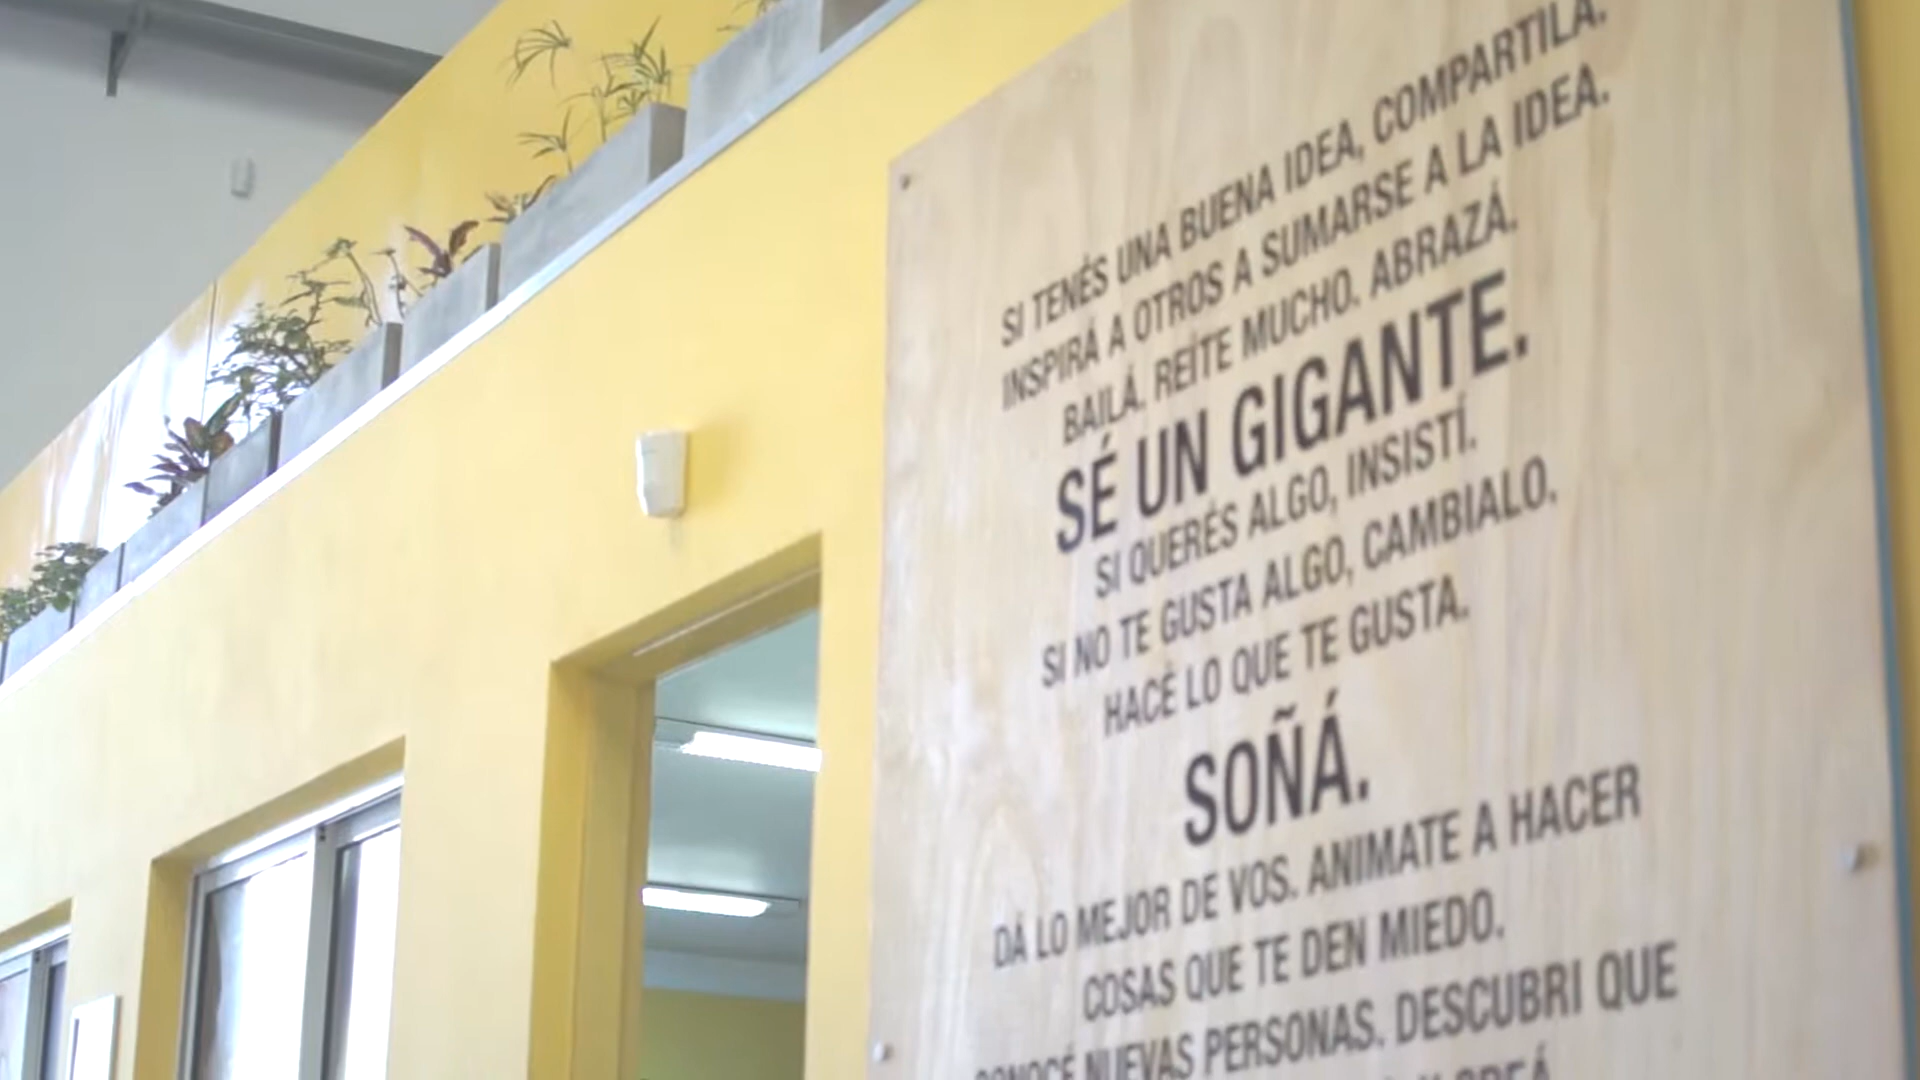 SI TENÉS UNA BUENA IDEA, COMPARTILA.
INSPIRÁ A OTROS A SUMARSE A LA IDEA.
BAILÁ. REÍTE MUCHO. ABRAZÁ.
SÉ UN GIGANTE.
SI QUERÉS ALGO, INSISTÍ.
SI NO TE GUSTA ALGO, CAMBIALO.
HACÉ LO QUE TE GUSTA.
SOÑÁ.
DÁ LO MEJOR DE VOS. ANIMATE A HACER
COSAS QUE TE DEN MIEDO.
CONOCÉ NUEVAS PERSONAS. DESCUBRI QUE